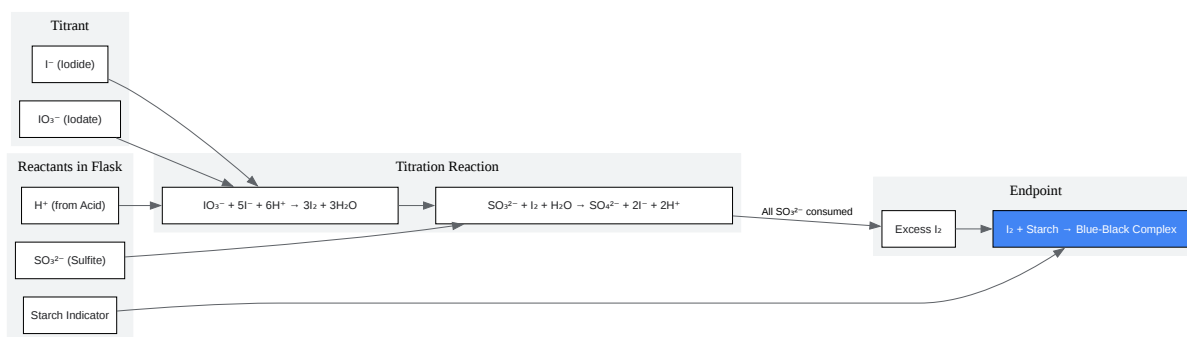 Titrant
I⁻ (Iodide)
IO₃⁻ (Iodate)
Reactants in Flask
H⁺ (from Acid)
SO₃²⁻ (Sulfite)
Starch Indicator
Titration Reaction
IO₃⁻ + 5I⁻ + 6H⁺ → 3I₂ + 3H₂O
SO₃²⁻ + I₂ + H₂O → SO₄²⁻ + 2I⁻ + 2H⁺
All SO₃²⁻ consumed
Endpoint
Excess I₂
I₂ + Starch → Blue-Black Complex